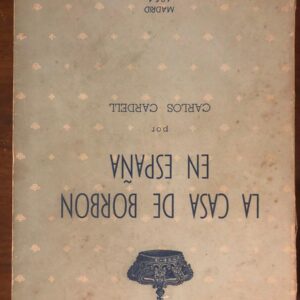 LA CASA DE BORBON
EN ESPAÑA
por
CARLOS CARDELL
MADRID